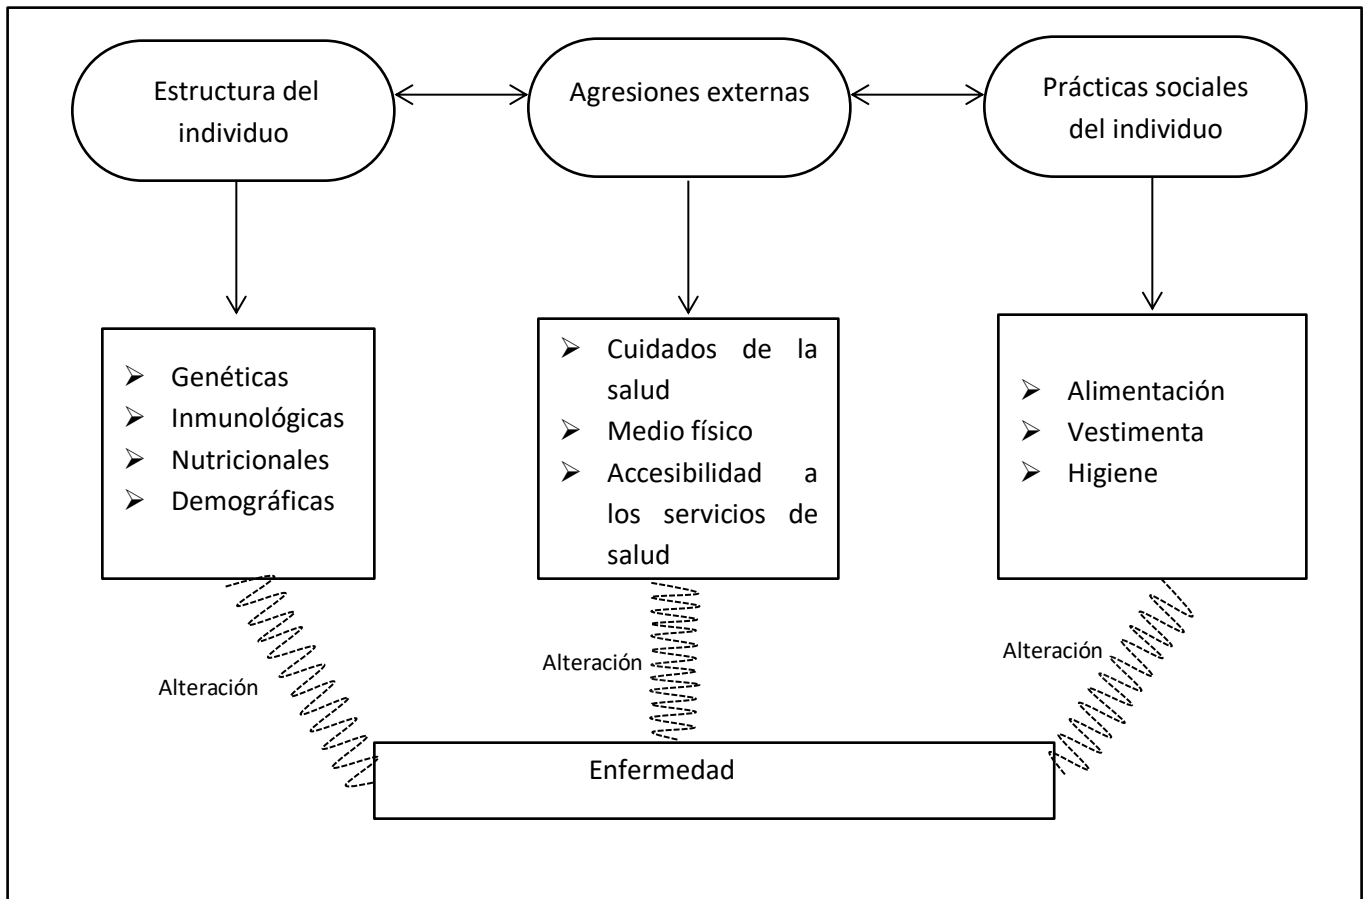 Estructura del
individuo
Agresiones externas
Prácticas sociales
del individuo
➢ Genéticas
➢ Inmunológicas
➢ Nutricionales
➢ Demográficas
➢ Cuidados de la
salud
➢ Medio físico
➢ Accesibilidad a
los servicios de
salud
➢ Alimentación
➢ Vestimenta
➢ Higiene
Alteración
Alteración
Alteración
Enfermedad